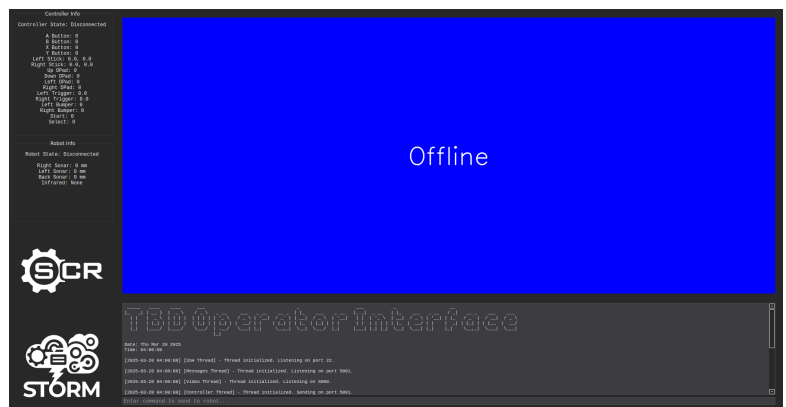 Controller Info
Controller State: Disconnected
A Button: 0
B Button: 0
X Button: 0
Y Button: 0
Left Stick: 0.0, 0.0
Right Stick: 0.0, 0.0
Up DPad: 0
Down DPad: 0
Left DPad: 0
Right DPad: 0
Left Trigger: 0.0
Right Trigger: 0.0
Left Bumper: 0
Right Bumper: 0
Start: 0
Select: 0
Robot Info
Robot State: Disconnected
Right Sonar: 0 mm
Left Sonar: 0 mm
Back Sonar: 0 mm
Infrared: None
SCR
STORM
Offline
TBD Operator Interface
Date: Thu Mar 20 2025
Time: 04:00:08
[2025-03-20 04:00:08] [SSH Thread] - Thread initialized. Listening on port 22.
[2025-03-20 04:00:08] [Messages Thread] - Thread initialized. Listening on port 5001.
[2025-03-20 04:00:08] [Video Thread] - Thread initialized. Listening on 5000.
[2025-03-20 04:00:08] [Controller Thread] - Thread initialized. Sending on port 5001.
Enter command to send to robot...